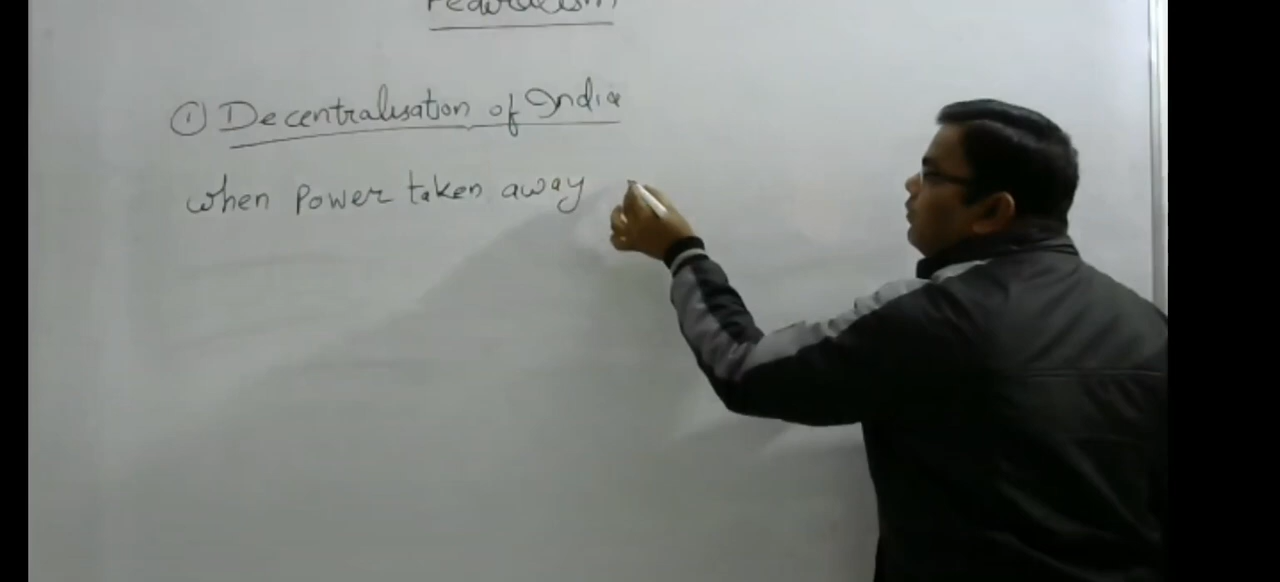 Federalism
① Decentralisation of India
when power taken away